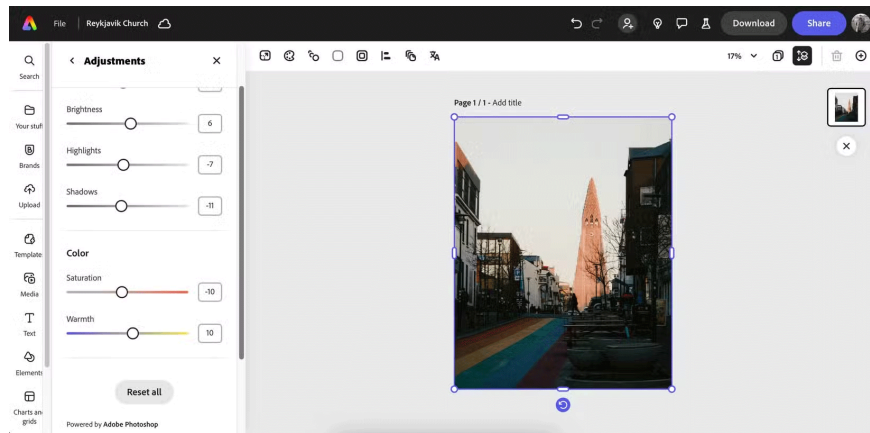 File
Reykjavik Church
Download
Share
Search
Your stuff
Brands
Upload
Template
Media
Text
Elements
Charts an
grids
Adjustments
Brightness
6
Highlights
-7
Shadows
-11
Color
Saturation
-10
Warmth
10
Reset all
Powered by Adobe Photoshop
17%
1
Page 1 / 1 - Add title